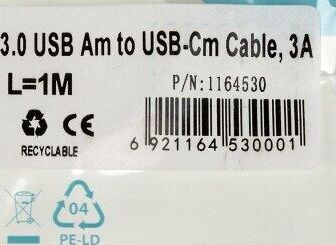 3.0 USB Am to USB-Cm Cable, 3A
L=1M
P/N:1164530
CE
RECYCLABLE
6 921164 530001
04
PE-LD